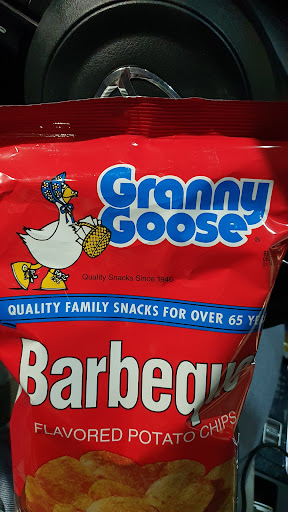 Granny
Goose
Quality Snacks Since 1946
QUALITY FAMILY SNACKS FOR OVER 65
Barbeque
FLAVORED POTATO CHIPS